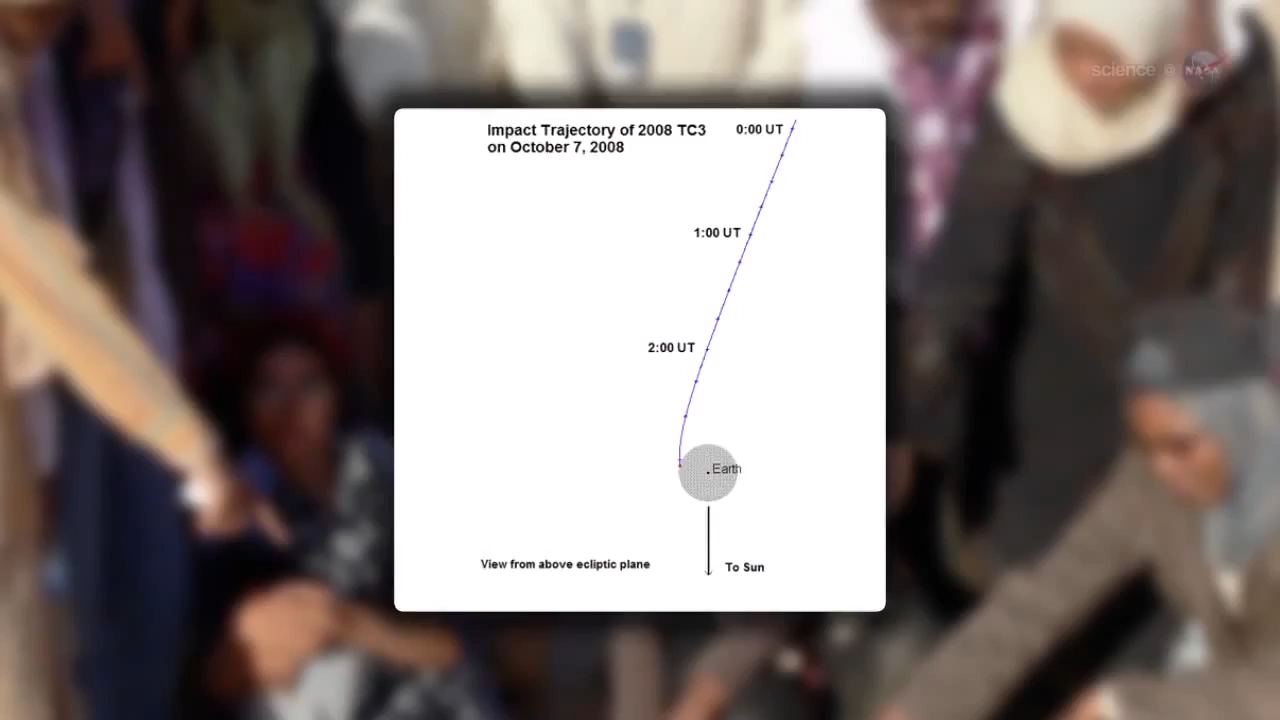 science @ NASA
Impact Trajectory of 2008 TC3
on October 7, 2008
0:00 UT
1:00 UT
2:00 UT
Earth
View from above ecliptic plane
To Sun